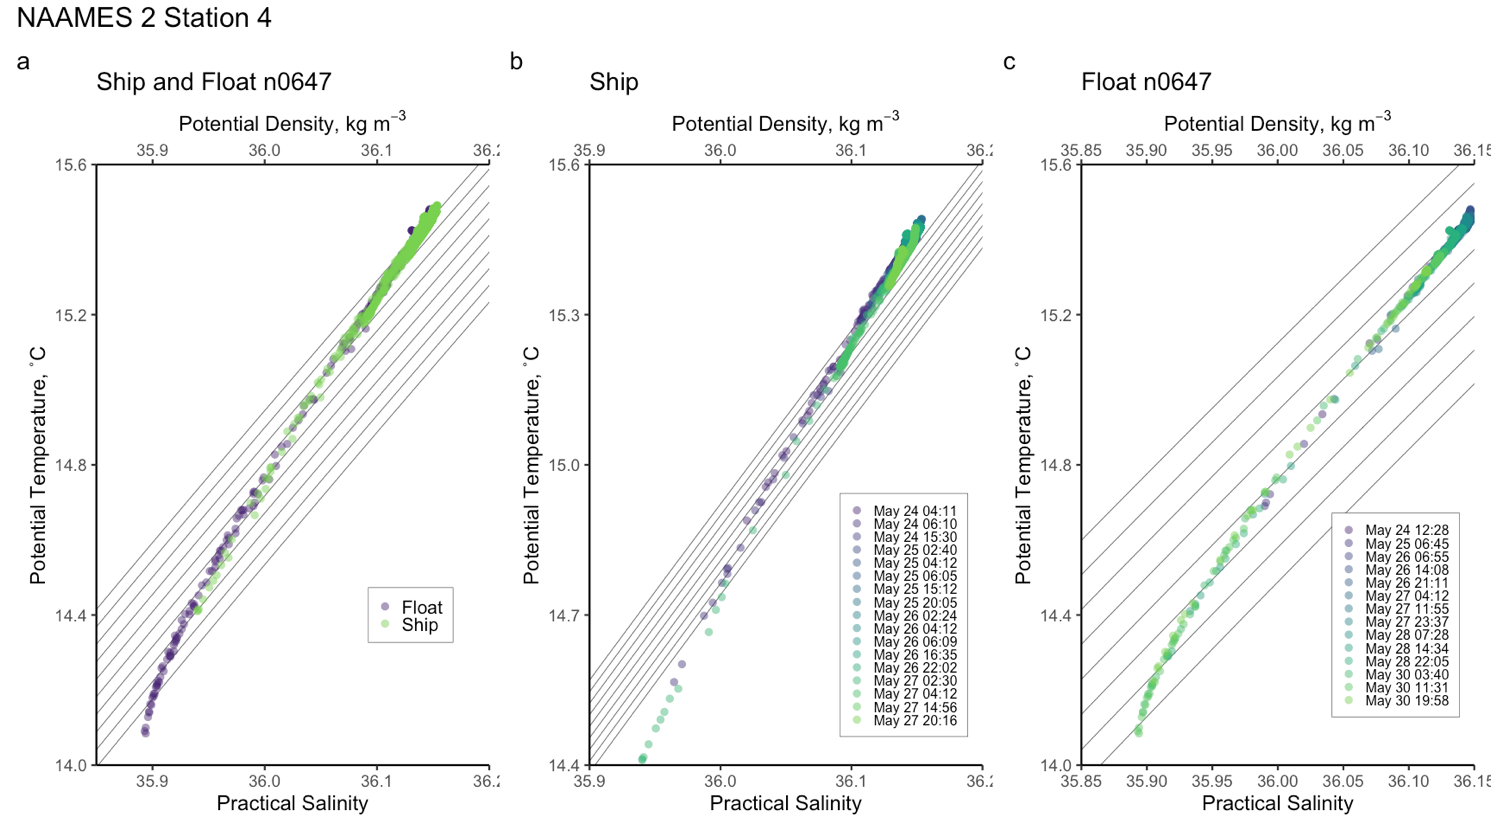 NAAMES 2 Station 4
a
Ship and Float n0647
Potential Density, kg m⁻³
35.9 36.0 36.1 36.2
15.6
15.2
14.8
14.4
14.0
Potential Temperature, ˚C
Float
Ship
35.9 36.0 36.1 36.2
Practical Salinity
b
Ship
Potential Density, kg m⁻³
35.9 36.0 36.1 36.2
15.6
15.3
15.0
14.7
14.4
Potential Temperature, ˚C
May 24 04:11
May 24 06:10
May 24 15:30
May 25 02:40
May 25 04:12
May 25 06:05
May 25 15:12
May 25 20:05
May 26 02:24
May 26 04:12
May 26 06:09
May 26 16:35
May 26 22:02
May 27 02:30
May 27 04:12
May 27 14:56
May 27 20:16
35.9 36.0 36.1 36.2
Practical Salinity
c
Float n0647
Potential Density, kg m⁻³
35.85 35.90 35.95 36.00 36.05 36.10 36.15
15.6
15.2
14.8
14.4
14.0
Potential Temperature, ˚C
May 24 12:28
May 25 06:45
May 26 06:55
May 26 14:08
May 26 21:11
May 27 04:12
May 27 11:55
May 27 23:37
May 28 07:28
May 28 14:34
May 28 22:05
May 30 03:40
May 30 11:31
May 30 19:58
35.85 35.90 35.95 36.00 36.05 36.10 36.15
Practical Salinity